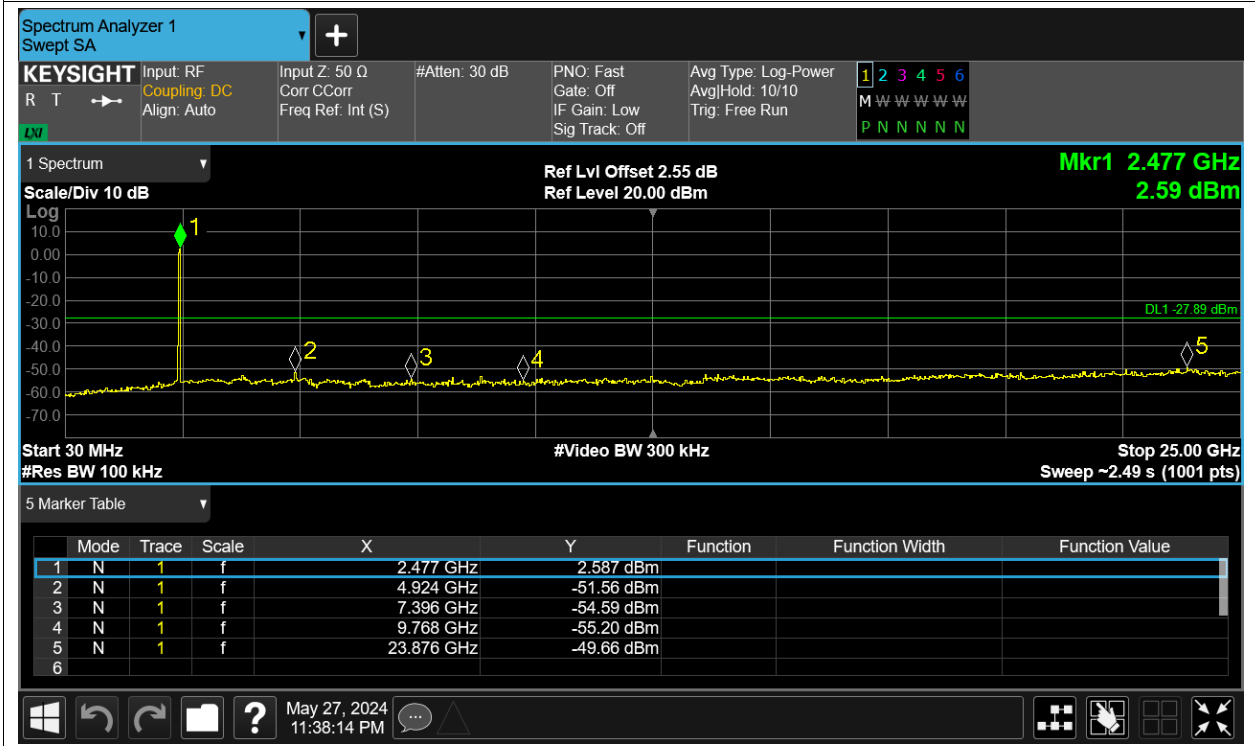 Spectrum Analyzer 1
Swept SA
+
KEYSIGHT
R T
LXI
Input: RF
Coupling: DC
Align: Auto
Input Z: 50 Ω
Corr CCorr
Freq Ref: Int (S)
#Atten: 30 dB
PNO: Fast
Gate: Off
IF Gain: Low
Sig Track: Off
Avg Type: Log-Power
Avg|Hold: 10/10
Trig: Free Run
1 2 3 4 5 6
M W W W W W
P N N N N N
1 Spectrum
Scale/Div 10 dB
Ref Lvl Offset 2.55 dB
Ref Level 20.00 dBm
Mkr1 2.477 GHz
2.59 dBm
Log
10.0
0.00
-10.0
-20.0
-30.0
-40.0
-50.0
-60.0
-70.0
1
2
3
4
5
DL1 -27.89 dBm
Start 30 MHz
#Video BW 300 kHz
Stop 25.00 GHz
#Res BW 100 kHz
Sweep ~2.49 s (1001 pts)
5 Marker Table
Mode Trace Scale X Y Function Function Width Function Value
1 N 1 f 2.477 GHz 2.587 dBm
2 N 1 f 4.924 GHz -51.56 dBm
3 N 1 f 7.396 GHz -54.59 dBm
4 N 1 f 9.768 GHz -55.20 dBm
5 N 1 f 23.876 GHz -49.66 dBm
6
?
May 27, 2024
11:38:14 PM